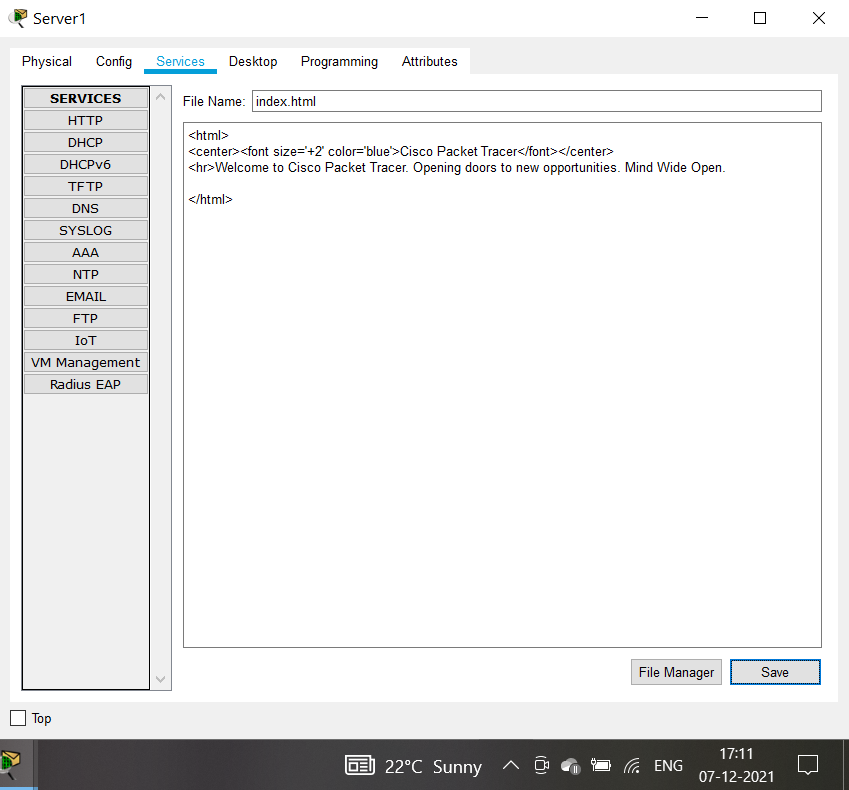 Server1
Physical Config Services Desktop Programming Attributes
SERVICES
HTTP
DHCP
DHCPv6
TFTP
DNS
SYSLOG
AAA
NTP
EMAIL
FTP
IoT
VM Management
Radius EAP
File Name: index.html
<html>
<center><font size='+2' color='blue'>Cisco Packet Tracer</font></center>
<hr>Welcome to Cisco Packet Tracer. Opening doors to new opportunities. Mind Wide Open.
</html>
File Manager Save
Top
22°C Sunny ENG 17:11
07-12-2021